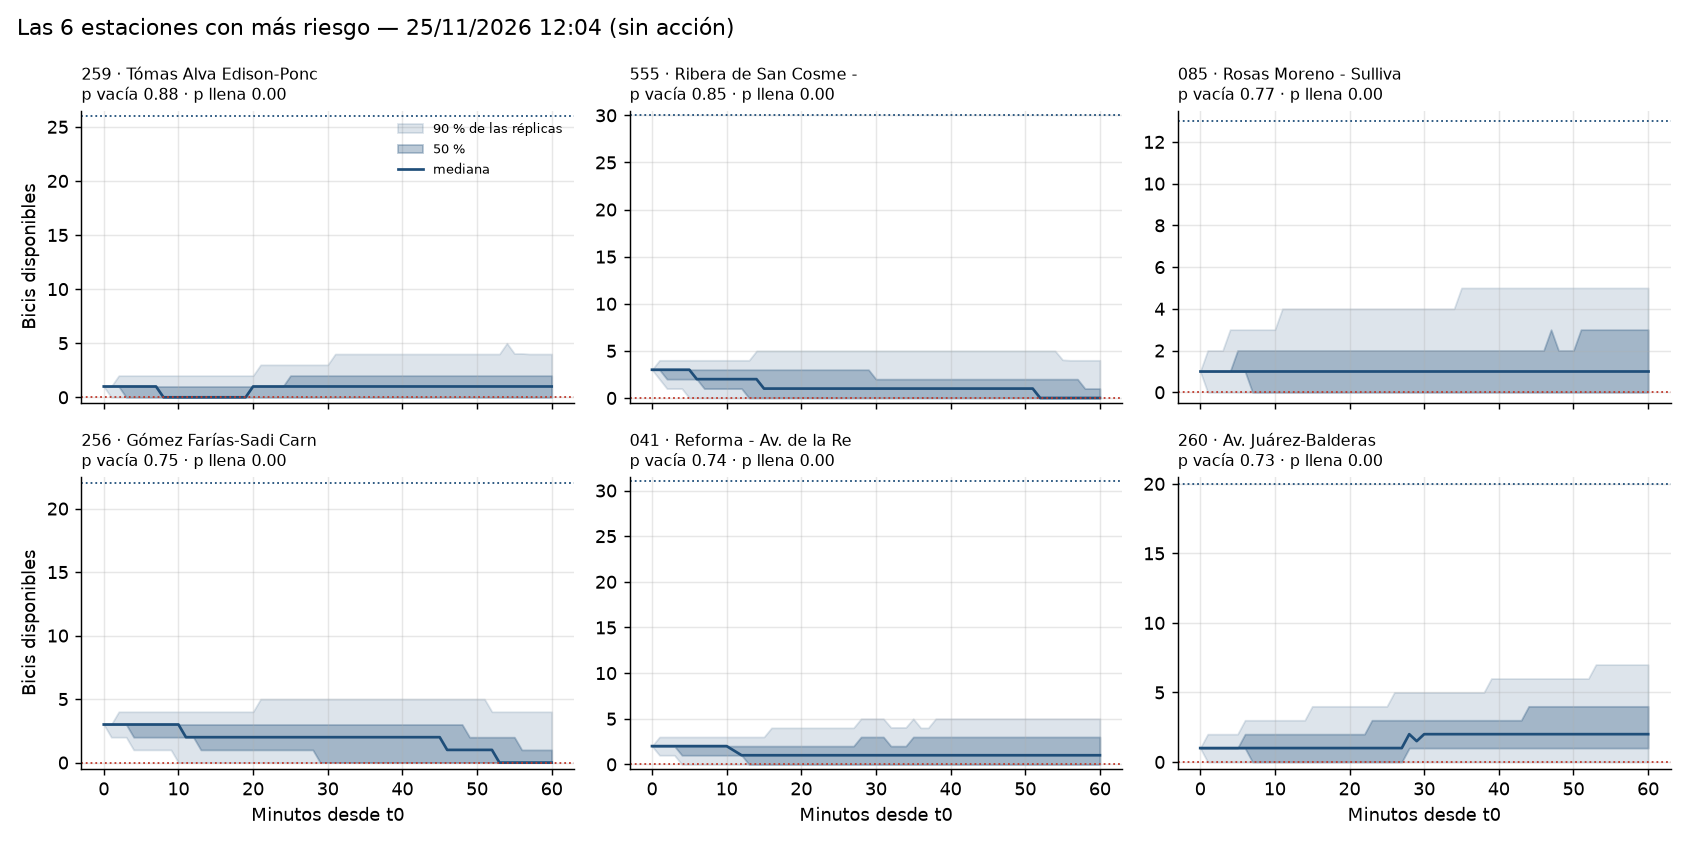 Las 6 estaciones con más riesgo — 25/11/2026 12:04 (sin acción)
259 · Tómas Alva Edison-Ponc
p vacía 0.88 · p llena 0.00
25
20
15
10
5
0
Bicis disponibles
90 % de las réplicas
50 %
mediana
555 · Ribera de San Cosme -
p vacía 0.85 · p llena 0.00
30
25
20
15
10
5
0
085 · Rosas Moreno - Sulliva
p vacía 0.77 · p llena 0.00
12
10
8
6
4
2
0
256 · Gómez Farías-Sadi Carn
p vacía 0.75 · p llena 0.00
20
15
10
5
0
Bicis disponibles
0 10 20 30 40 50 60
Minutos desde t0
041 · Reforma - Av. de la Re
p vacía 0.74 · p llena 0.00
30
25
20
15
10
5
0
0 10 20 30 40 50 60
Minutos desde t0
260 · Av. Juárez-Balderas
p vacía 0.73 · p llena 0.00
20
15
10
5
0
0 10 20 30 40 50 60
Minutos desde t0